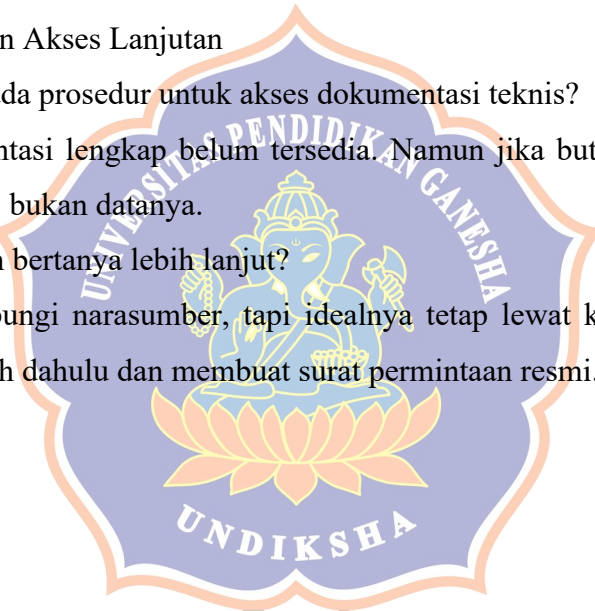 n Akses Lanjutan
da prosedur untuk akses dokumentasi teknis?
ntasi lengkap belum tersedia. Namun jika but
bukan datanya.
n bertanya lebih lanjut?
ungi narasumber, tapi idealnya tetap lewat k
h dahulu dan membuat surat permintaan resmi.
UNIVERSITAS PENDIDIKAN GANESHA
UNDIKSHA